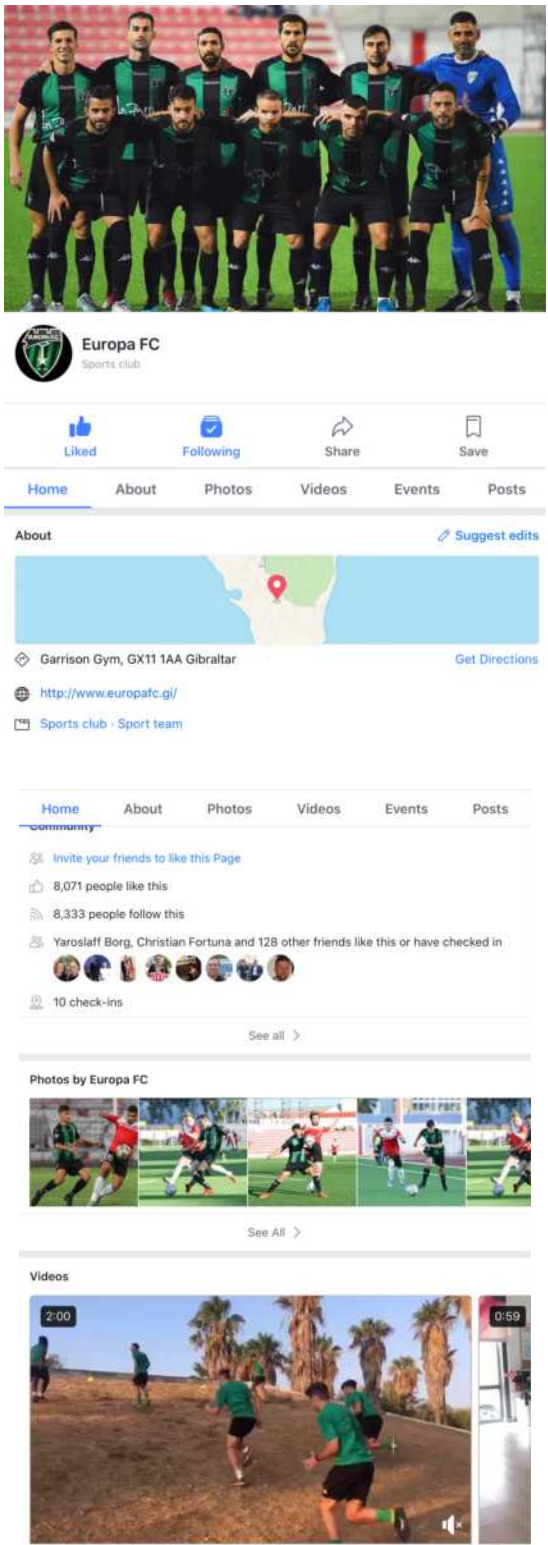 EUROPA F.C.
Europa FC
Sports club
Liked Following Share Save
Home About Photos Videos Events Posts
About Suggest edits
Garrison Gym, GX11 1AA Gibraltar Get Directions
http://www.europafc.gi/
Sports club · Sport team
Home About Photos Videos Events Posts
Community
Invite your friends to like this Page
8,071 people like this
8,333 people follow this
Yaroslaff Borg, Christian Fortuna and 128 other friends like this or have checked in
10 check-ins
See all
Photos by Europa FC
See All
Videos
2:00 0:59